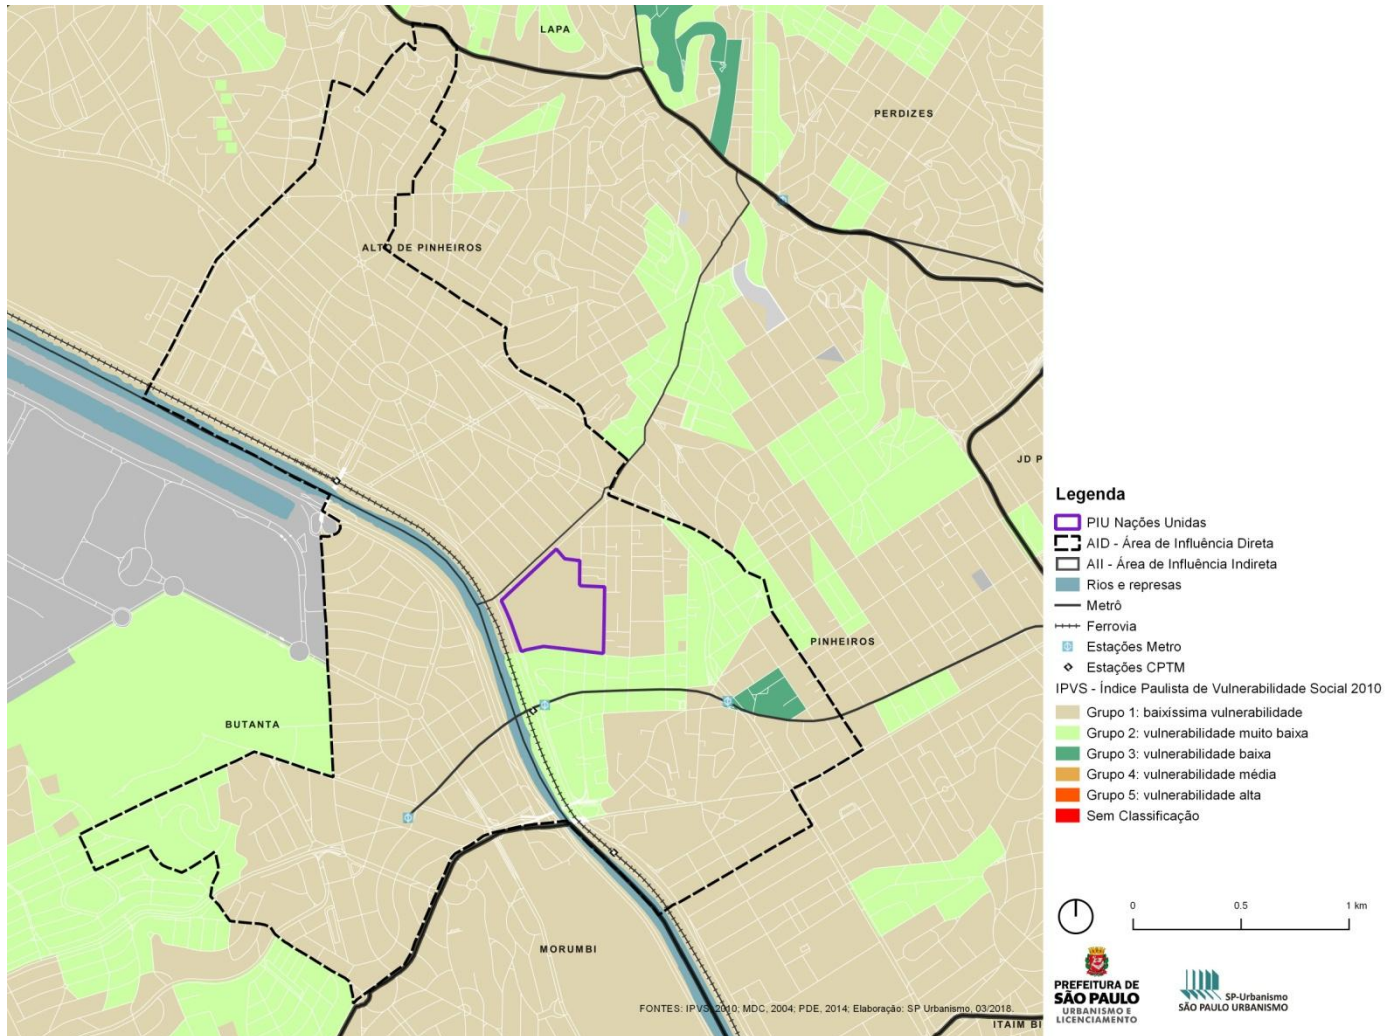 LAPA
PERDIZES
ALTO DE PINHEIROS
JD P
PINHEIROS
BUTANTA
MORUMBI
ITAIM BI
FONTES: IPVS, 2010; MDC, 2004; PDE, 2014; Elaboração: SP Urbanismo, 03/2018.
Legenda
PIU Nações Unidas
AID - Área de Influência Direta
AII - Área de Influência Indireta
Rios e represas
Metrô
Ferrovia
Estações Metro
Estações CPTM
IPVS - Índice Paulista de Vulnerabilidade Social 2010
Grupo 1: baixíssima vulnerabilidade
Grupo 2: vulnerabilidade muito baixa
Grupo 3: vulnerabilidade baixa
Grupo 4: vulnerabilidade média
Grupo 5: vulnerabilidade alta
Sem Classificação
0 0.5 1 km
PREFEITURA DE
SÃO PAULO
URBANISMO E
LICENCIAMENTO
SP-Urbanismo
SÃO PAULO URBANISMO